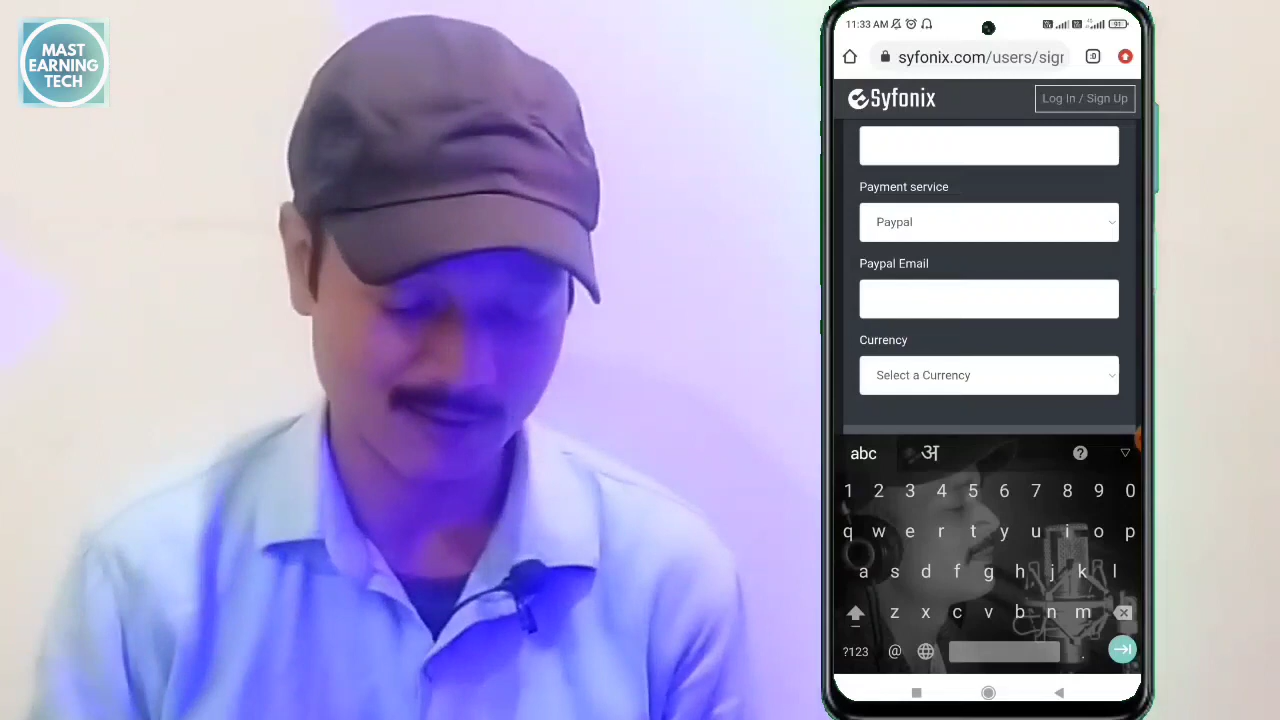 MAST
EARNING
TECH
11:33 AM
93
syfonix.com/users/sigr
:D
Syfonix
Log In / Sign Up
Payment service
Paypal
Paypal Email
Currency
Select a Currency
abc अ ?
1 2 3 4 5 6 7 8 9 0
q w e r t y u i o p
a s d f g h j k l
z x c v b n m
?123 @ .